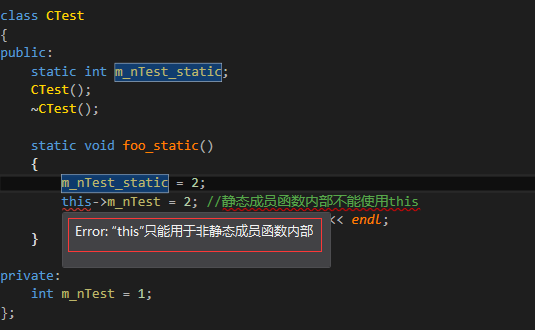 class CTest
{
public:
    static int m_nTest_static;
    CTest();
    ~CTest();

    static void foo_static()
    {
        m_nTest_static = 2;
        this->m_nTest = 2; //静态成员函数内部不能使用this
        << endl;
        Error: "this"只能用于非静态成员函数内部
    }

private:
    int m_nTest = 1;
};